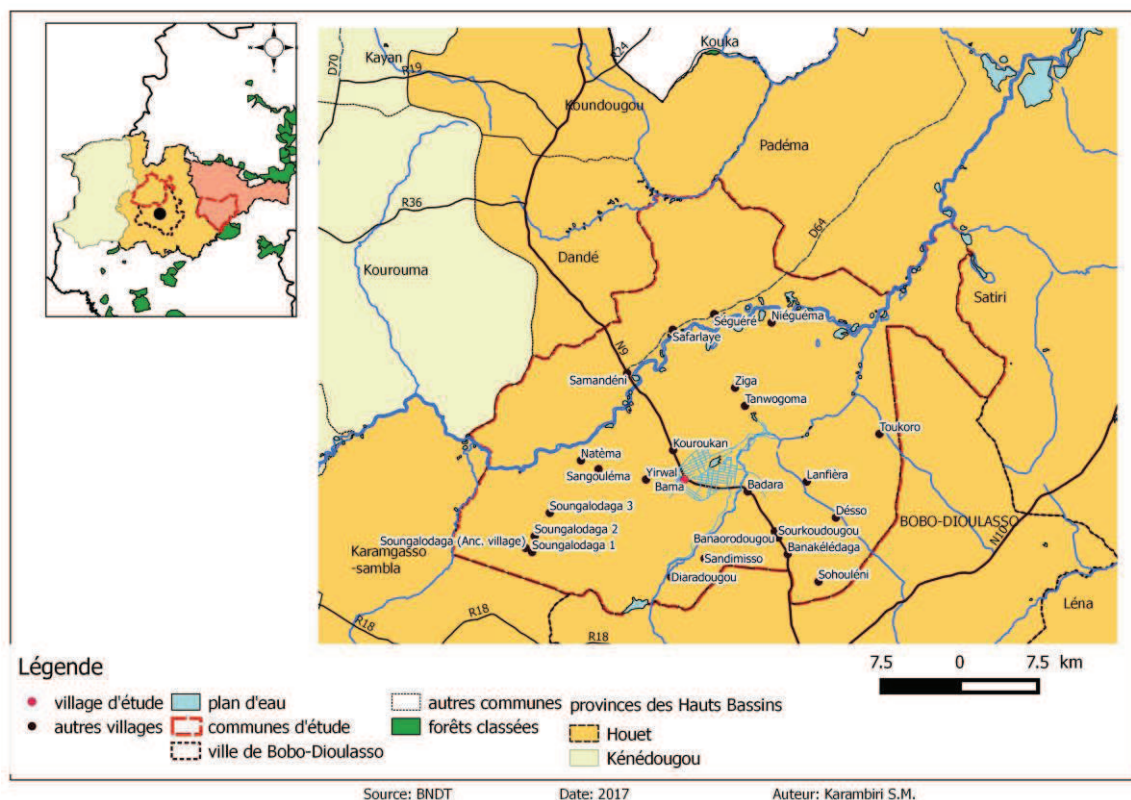 N
W
E
S
Kayan
D70
R19
R24
Kouka
Koundougou
Padéma
R36
D64
Dandé
Kourouma
Satiri
Séguéré
Niéguéma
Safarlaye
N9
Samandéni
Ziga
Tanwogoma
Toukoro
Kouroukan
Natèma
Sangouléma
Yirwal
Bama
Lanfièra
Badara
Soungalodaga 3
Désso
BOBO-DIOULASSO
Soungalodaga 2
Sourkoudougou
Soungalodaga (Anc. village)
Soungalodaga 1
Banaorodougou
Banakélédaga
N10
Karamgasso
-sambla
Sandimisso
Diaradougou
Sohouléni
Léna
R18
R18
R18
Légende
7.5 0 7.5 km
village d'étude
plan d'eau
autres communes
provinces des Hauts Bassins
autres villages
communes d'étude
forêts classées
Houet
ville de Bobo-Dioulasso
Kénédougou
Source: BNDT Date: 2017 Auteur: Karambiri S.M.